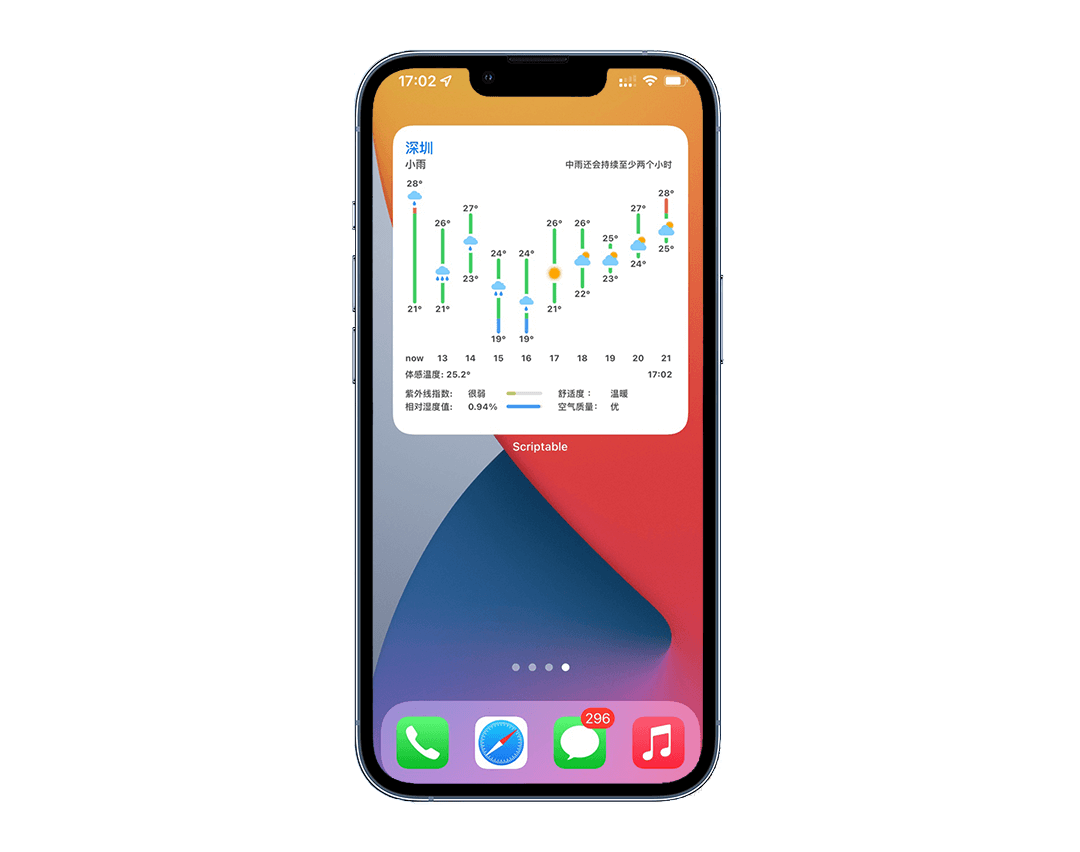 17:02
深圳
小雨 中雨还会持续至少两个小时
28° 26° 27° 24° 24° 26° 26° 25° 27° 28°
21° 21° 23° 19° 19° 21° 22° 23° 24° 25°
now 13 14 15 16 17 18 19 20 21
体感温度: 25.2° 17:02
紫外线指数: 很弱 舒适度: 温暖
相对湿度值: 0.94% 空气质量: 优
Scriptable
296